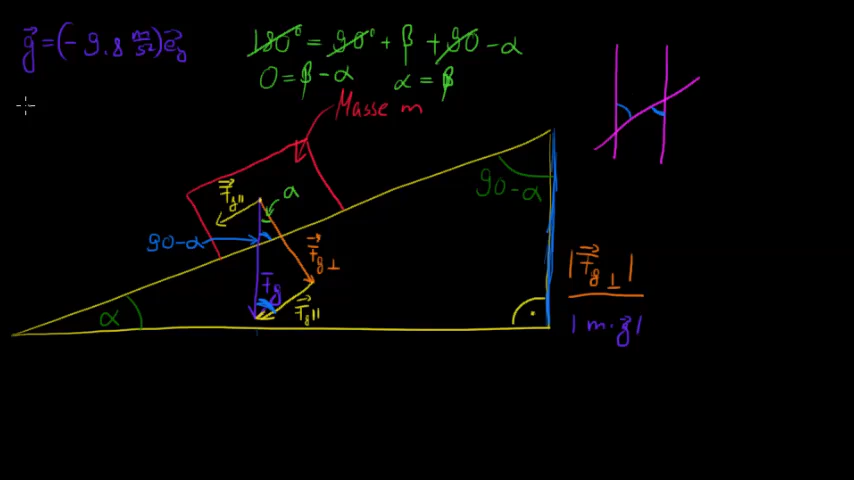 g⃗ = (- 9.8 m/s²) e⃗y
180° = 90° + β + 90 - α
0 = β - α   α = β
Masse m
F⃗g∥
α
90-α
90-α
F⃗g⊥
F⃗g
F⃗g∥
α
|F⃗g⊥|
|m·g⃗|